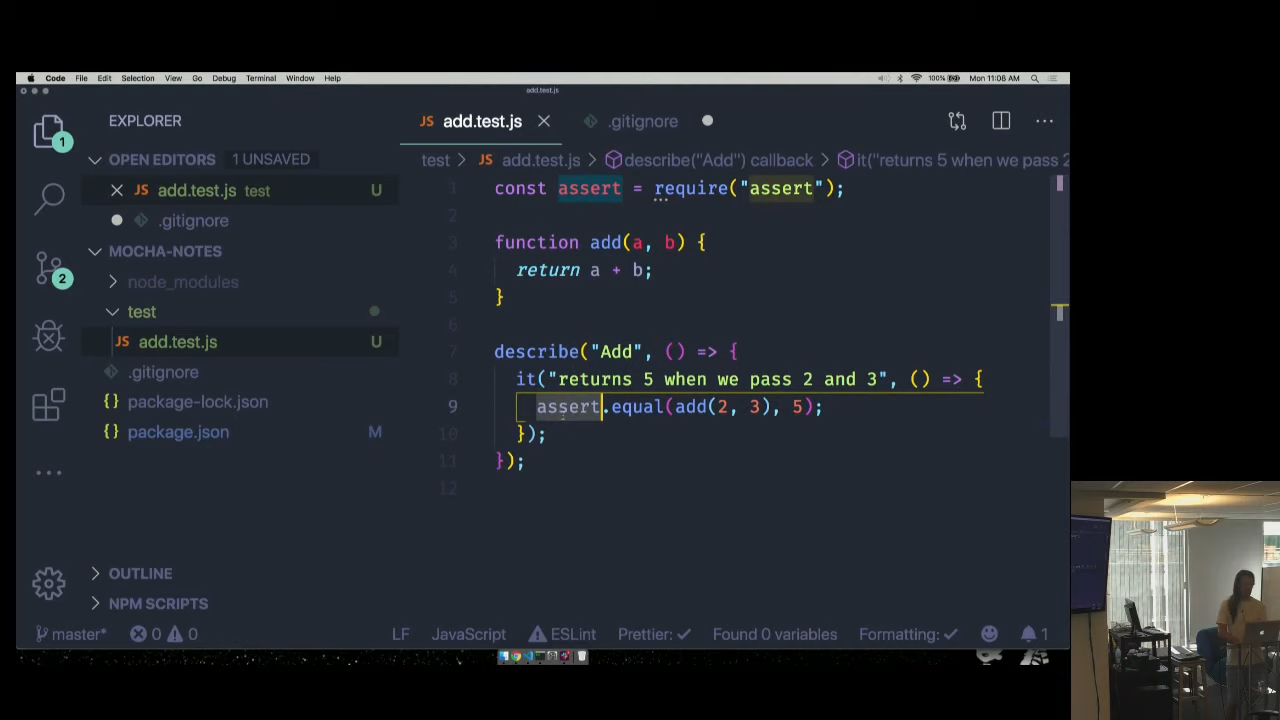 Code File Edit Selection View Go Debug Terminal Window Help 100% Mon 11:08 AM
add.test.js
EXPLORER
1
OPEN EDITORS 1 UNSAVED
add.test.js test U
.gitignore
MOCHA-NOTES
2
node_modules
test
add.test.js U
.gitignore
package-lock.json
package.json M
OUTLINE
NPM SCRIPTS
JS add.test.js .gitignore
test > JS add.test.js > describe("Add") callback > it("returns 5 when we pass 2
1 const assert = require("assert");
2
3 function add(a, b) {
4 return a + b;
5 }
6
7 describe("Add", () => {
8 it("returns 5 when we pass 2 and 3", () => {
9 assert.equal(add(2, 3), 5);
10 });
11 });
12
master* 0 0 LF JavaScript ESLint Prettier: ✓ Found 0 variables Formatting: ✓ 1